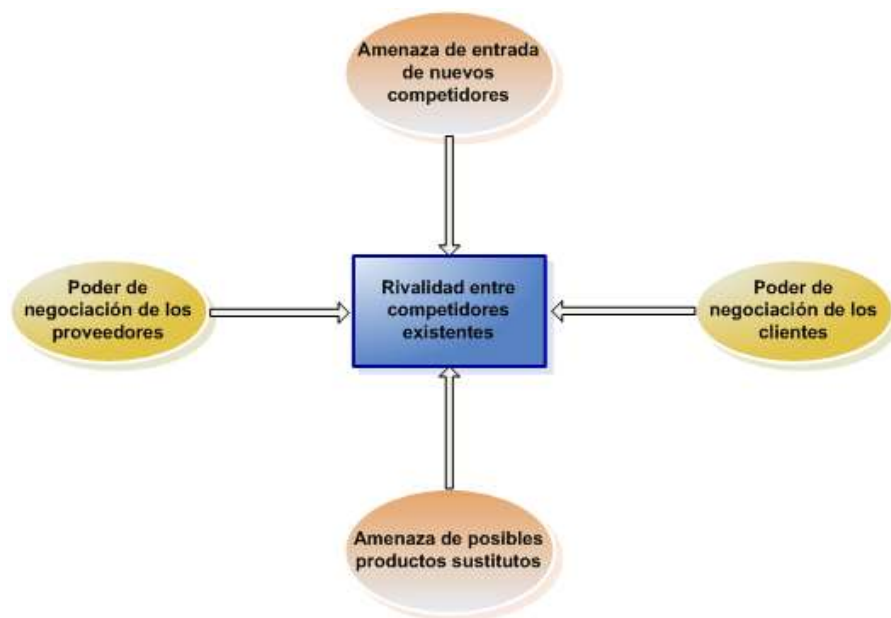 Amenaza de entrada
de nuevos
competidores
Poder de
negociación de los
proveedores
Rivalidad entre
competidores
existentes
Poder de
negociación de los
clientes
Amenaza de posibles
productos sustitutos